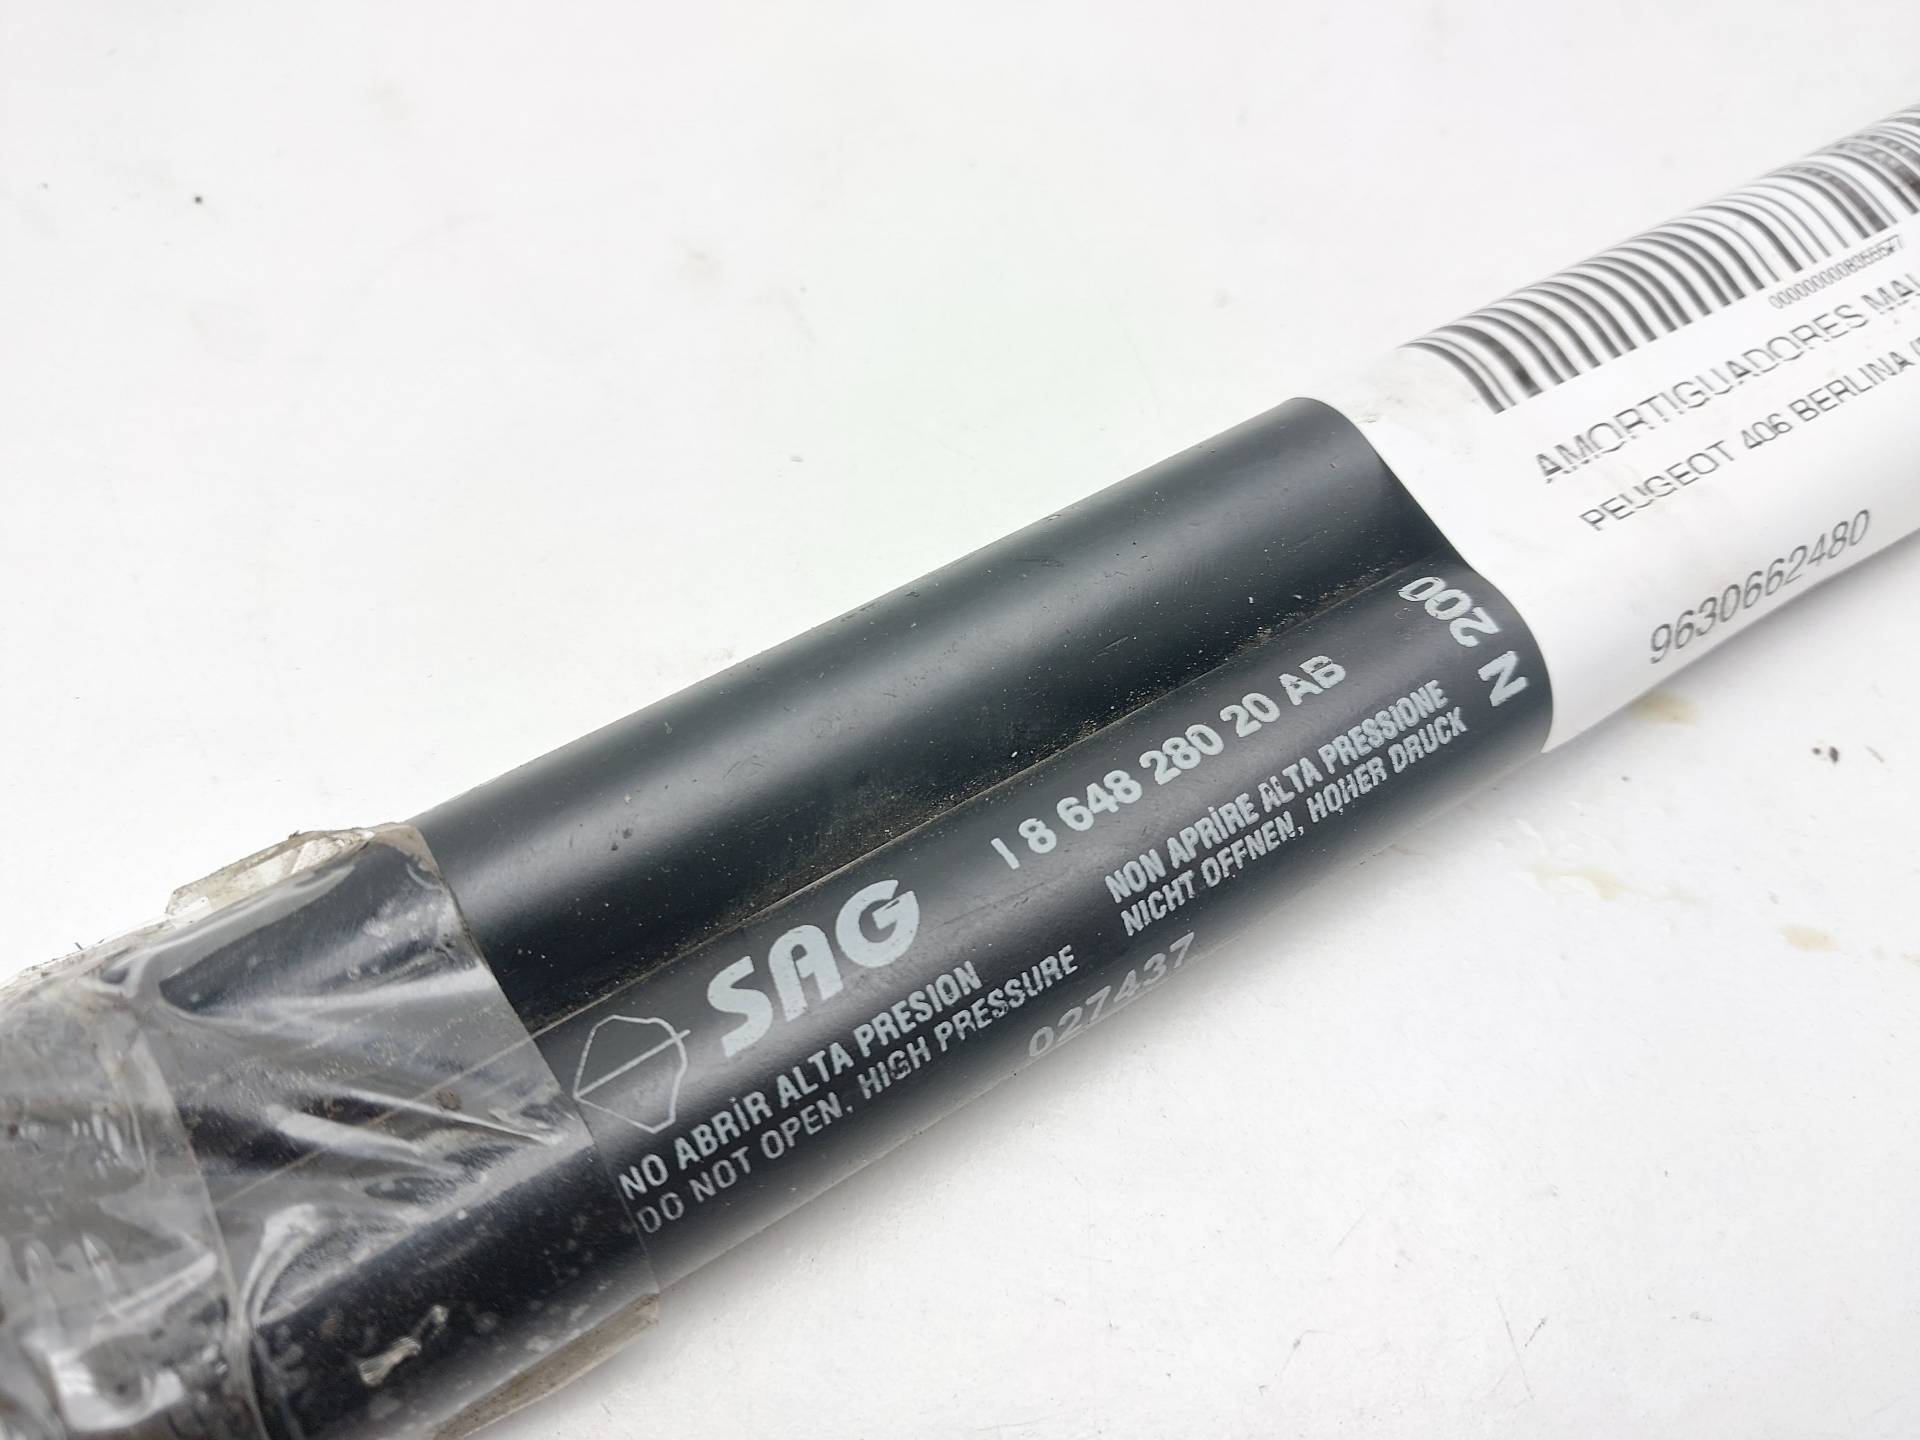 SAG
I 8 648 280 20 AB
N 200
NO ABRIR ALTA PRESION
DO NOT OPEN, HIGH PRESSURE
NON APRIRE ALTA PRESSIONE
NICHT OFFNEN, HOHER DRUCK
027437
AMORTIGUADORES
PEUGEOT 406 BERLINA
9630662480